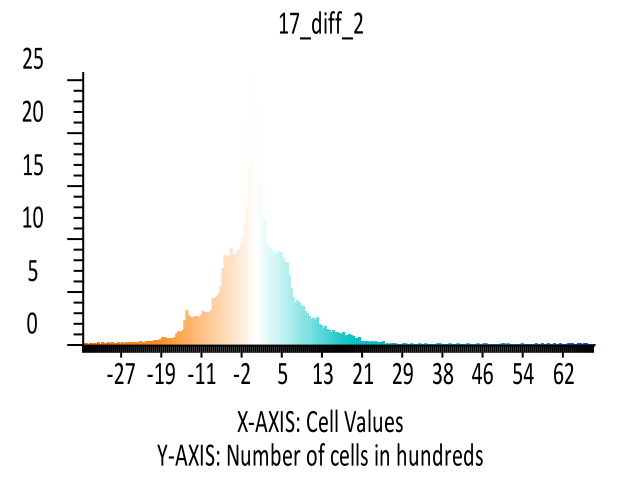 17_diff_2
25
20
15
10
5
0
-27 -19 -11 -2 5 13 21 29 38 46 54 62
X-AXIS: Cell Values
Y-AXIS: Number of cells in hundreds